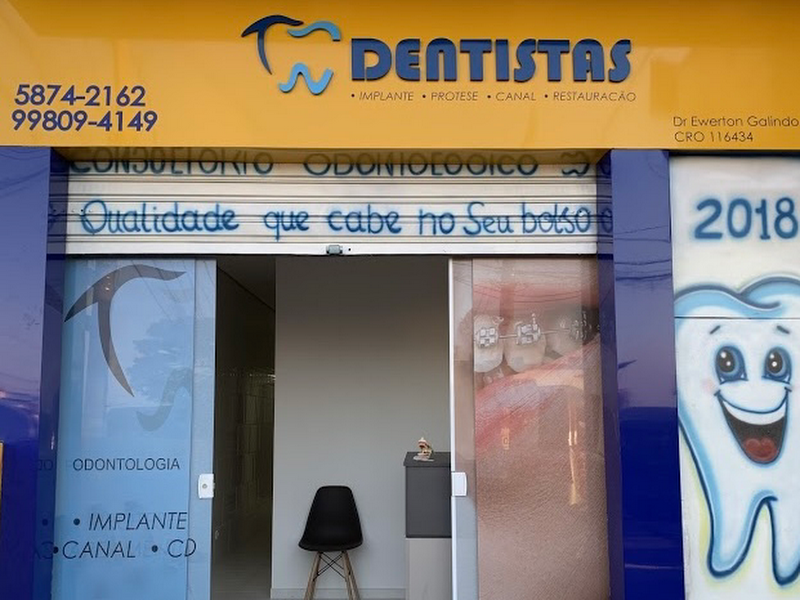 DENTISTAS
• IMPLANTE • PROTESE • CANAL • RESTAURACÃO
5874-2162
99809-4149
Dr Ewerton Galindo
CRO 116434
CONSULTORIO ODONTOLOGICO
Qualidade que cabe no Seu bolso
2018
ODONTOLOGIA
• IMPLANTE
• CANAL • CD